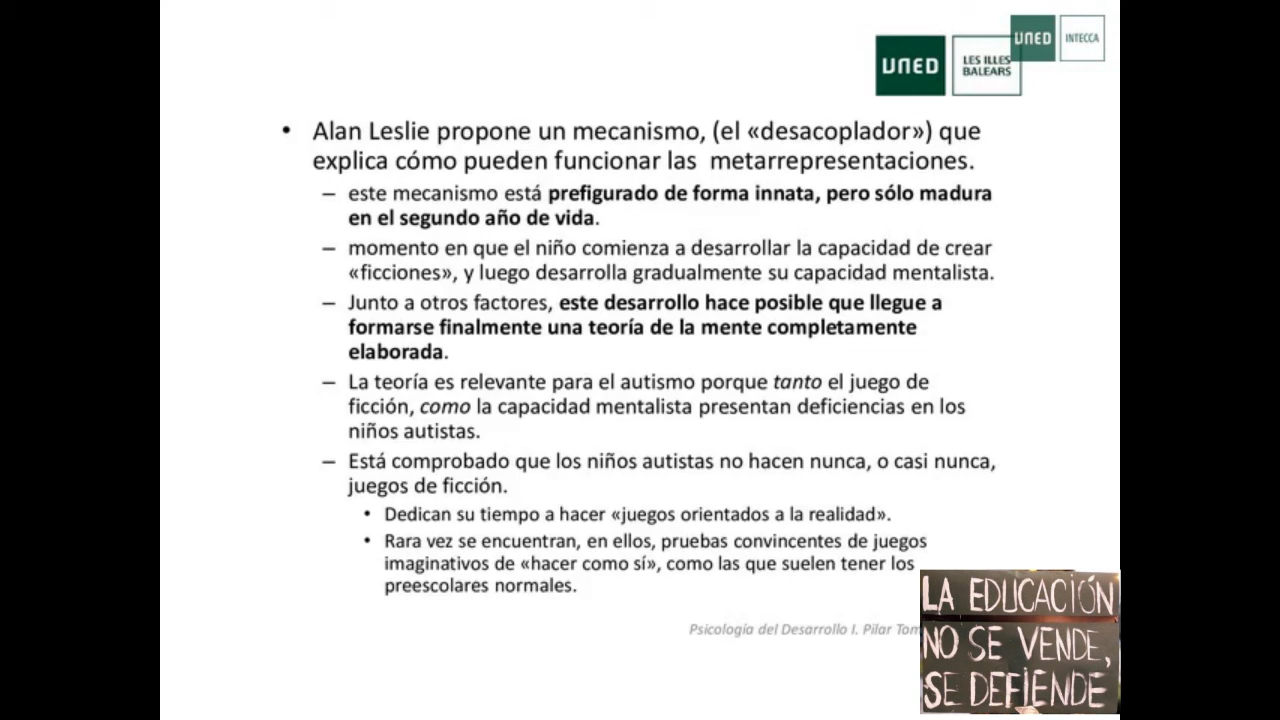 UNED
INTECCA
UNED
LES ILLES
BALEARS
• Alan Leslie propone un mecanismo, (el «desacoplador») que
explica cómo pueden funcionar las metarrepresentaciones.
– este mecanismo está prefigurado de forma innata, pero sólo madura
en el segundo año de vida.
– momento en que el niño comienza a desarrollar la capacidad de crear
«ficciones», y luego desarrolla gradualmente su capacidad mentalista.
– Junto a otros factores, este desarrollo hace posible que llegue a
formarse finalmente una teoría de la mente completamente
elaborada.
– La teoría es relevante para el autismo porque tanto el juego de
ficción, como la capacidad mentalista presentan deficiencias en los
niños autistas.
– Está comprobado que los niños autistas no hacen nunca, o casi nunca,
juegos de ficción.
• Dedican su tiempo a hacer «juegos orientados a la realidad».
• Rara vez se encuentran, en ellos, pruebas convincentes de juegos
imaginativos de «hacer como sí», como las que suelen tener los
preescolares normales.
Psicología del Desarrollo I. Pilar
LA EDUCACIÓN
NO SE VENDE,
SE DEFIENDE